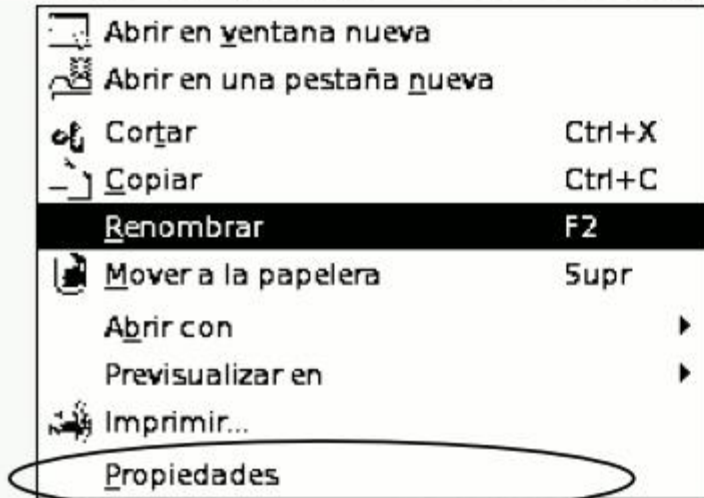 Abrir en ventana nueva
Abrir en una pestaña nueva
Cortar Ctrl+X
Copiar Ctrl+C
Renombrar F2
Mover a la papelera Supr
Abrir con
Previsualizar en
Imprimir...
Propiedades